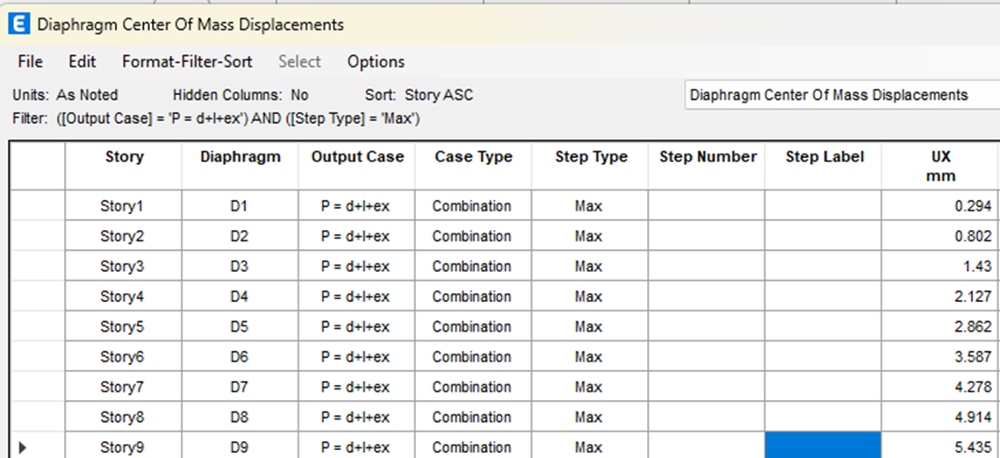 E Diaphragm Center Of Mass Displacements
File Edit Format-Filter-Sort Select Options
Units: As Noted Hidden Columns: No Sort: Story ASC Diaphragm Center Of Mass Displacements
Filter: ([Output Case] = 'P = d+l+ex') AND ([Step Type] = 'Max')
Story Diaphragm Output Case Case Type Step Type Step Number Step Label UX
mm
Story1 D1 P = d+l+ex Combination Max 0.294
Story2 D2 P = d+l+ex Combination Max 0.802
Story3 D3 P = d+l+ex Combination Max 1.43
Story4 D4 P = d+l+ex Combination Max 2.127
Story5 D5 P = d+l+ex Combination Max 2.862
Story6 D6 P = d+l+ex Combination Max 3.587
Story7 D7 P = d+l+ex Combination Max 4.278
Story8 D8 P = d+l+ex Combination Max 4.914
Story9 D9 P = d+l+ex Combination Max 5.435